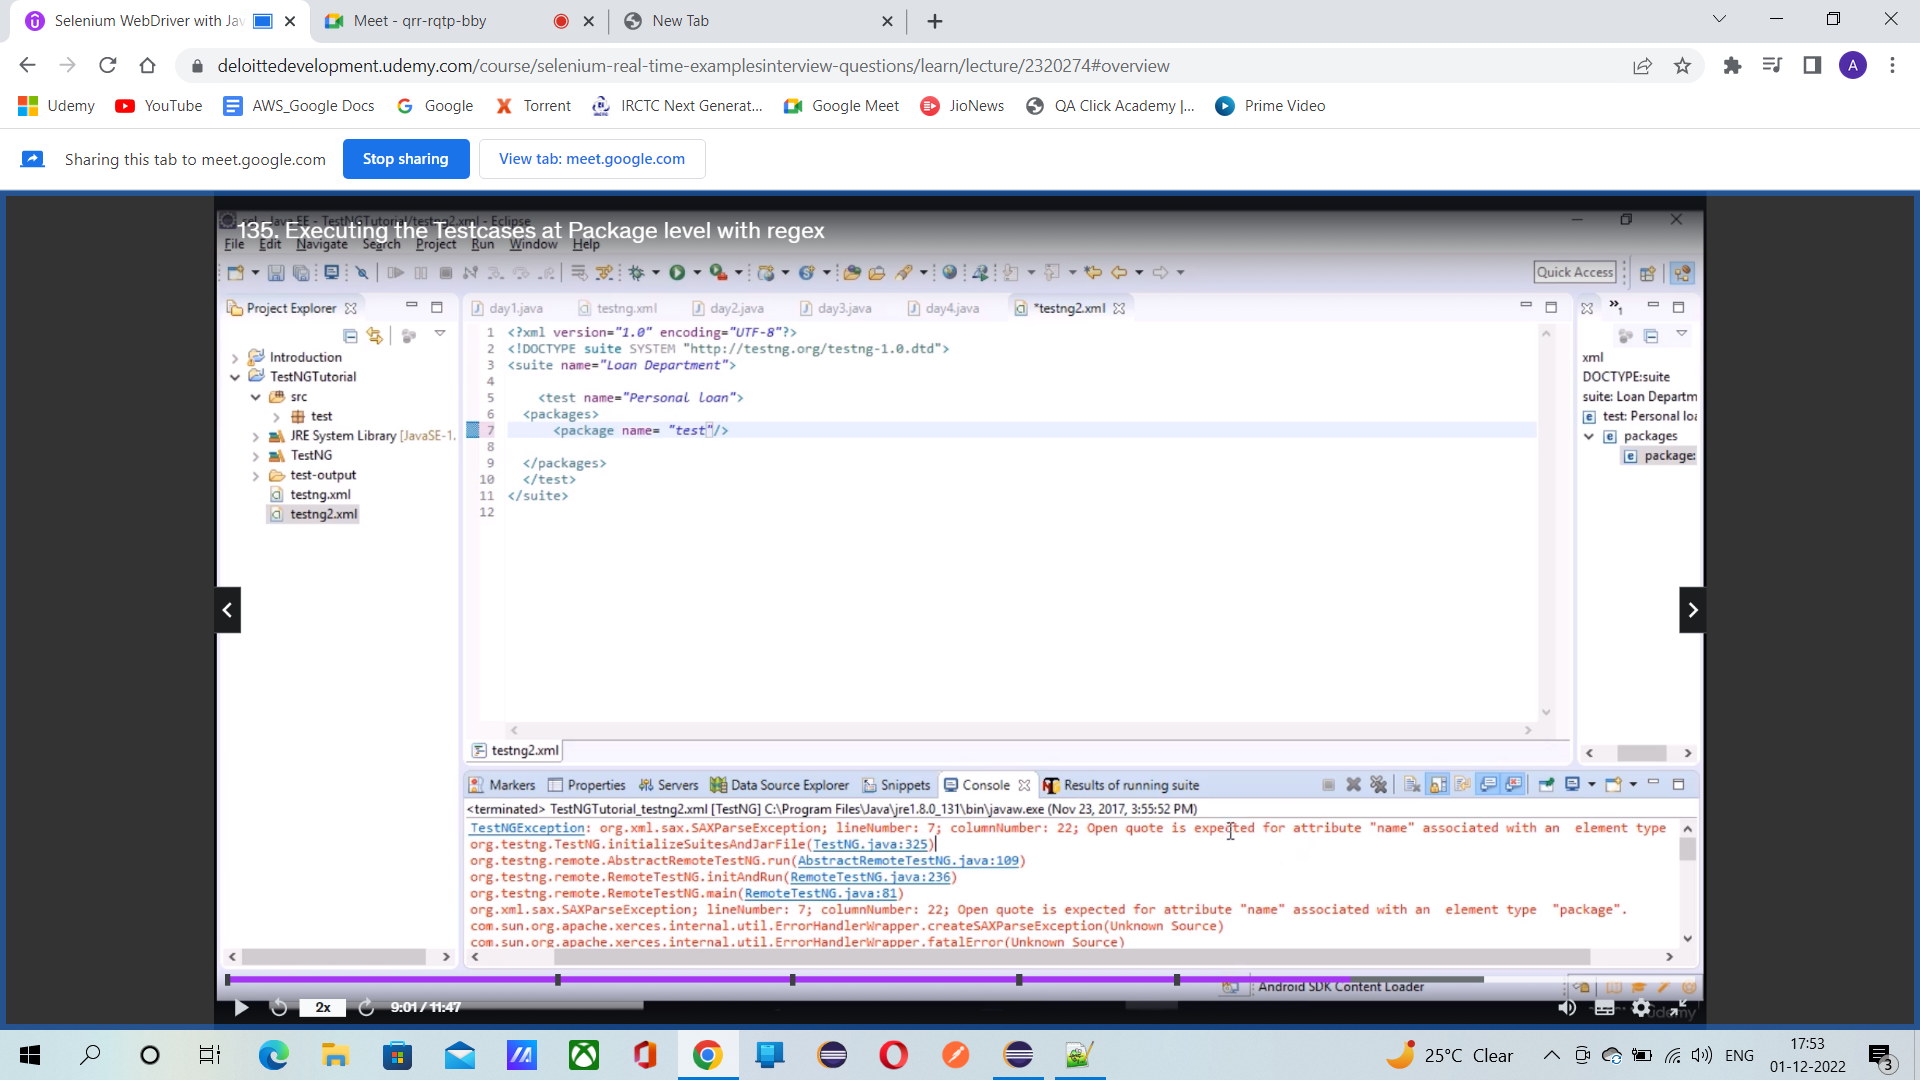 Selenium WebDriver with Jav
Meet - qrr-rqtp-bby
New Tab
deloittedevelopment.udemy.com/course/selenium-real-time-examplesinterview-questions/learn/lecture/2320274#overview
A
Udemy YouTube AWS_Google Docs Google Torrent IRCTC Next Generat... Google Meet JioNews QA Click Academy |... Prime Video
Sharing this tab to meet.google.com Stop sharing View tab: meet.google.com
sel - Java EE - TestNGTutorial/testng2.xml - Eclipse
135. Executing the Testcases at Package level with regex
File Edit Navigate Search Project Run Window Help
Quick Access
Project Explorer
Introduction
TestNGTutorial
src
test
JRE System Library [JavaSE-1.
TestNG
test-output
testng.xml
testng2.xml
day1.java testng.xml day2.java day3.java day4.java *testng2.xml
1 <?xml version="1.0" encoding="UTF-8"?>
2 <!DOCTYPE suite SYSTEM "http://testng.org/testng-1.0.dtd">
3 <suite name="Loan Department">
4
5 <test name="Personal loan">
6 <packages>
7 <package name= "test"/>
8
9 </packages>
10 </test>
11 </suite>
12
testng2.xml
1
xml
DOCTYPE:suite
suite: Loan Departm
test: Personal loa
packages
package:
Markers Properties Servers Data Source Explorer Snippets Console Results of running suite
<terminated> TestNGTutorial_testng2.xml [TestNG] C:\Program Files\Java\jre1.8.0_131\bin\javaw.exe (Nov 23, 2017, 3:55:52 PM)
TestNGException: org.xml.sax.SAXParseException; lineNumber: 7; columnNumber: 22; Open quote is expected for attribute "name" associated with an element type
org.testng.TestNG.initializeSuitesAndJarFile(TestNG.java:325)
org.testng.remote.AbstractRemoteTestNG.run(AbstractRemoteTestNG.java:109)
org.testng.remote.RemoteTestNG.initAndRun(RemoteTestNG.java:236)
org.testng.remote.RemoteTestNG.main(RemoteTestNG.java:81)
org.xml.sax.SAXParseException; lineNumber: 7; columnNumber: 22; Open quote is expected for attribute "name" associated with an element type "package".
com.sun.org.apache.xerces.internal.util.ErrorHandlerWrapper.createSAXParseException(Unknown Source)
com.sun.org.apache.xerces.internal.util.ErrorHandlerWrapper.fatalError(Unknown Source)
Android SDK Content Loader
2x 9:01 / 11:47
udemy
25°C Clear
ENG
17:53
01-12-2022
3